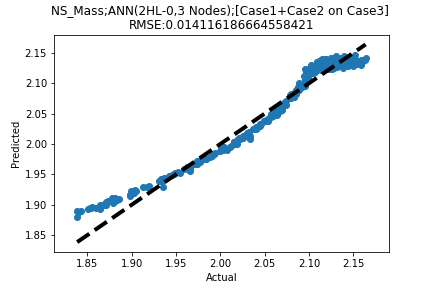 NS_Mass;ANN(2HL-0,3 Nodes);[Case1+Case2 on Case3]
RMSE:0.014116186664558421
2.15
2.10
2.05
2.00
1.95
1.90
1.85
Predicted
1.85 1.90 1.95 2.00 2.05 2.10 2.15
Actual